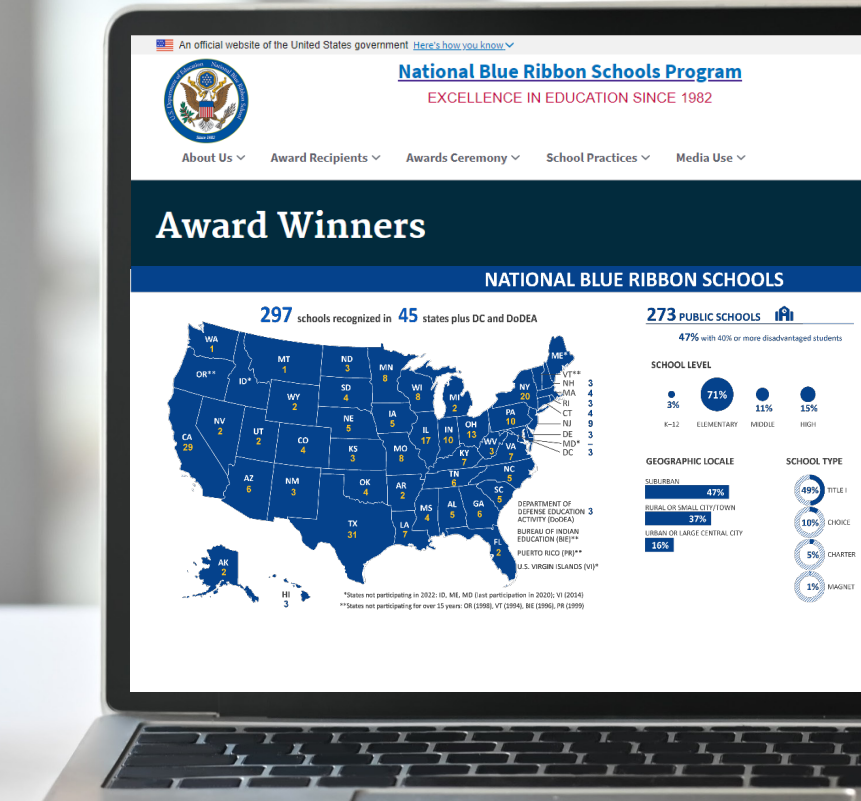 An official website of the United States government Here's how you know
U.S. Department of Education National Blue Ribbon School
Since 1982
National Blue Ribbon Schools Program
EXCELLENCE IN EDUCATION SINCE 1982
About Us
Award Recipients
Awards Ceremony
School Practices
Media Use
Award Winners
NATIONAL BLUE RIBBON SCHOOLS
297 schools recognized in 45 states plus DC and DoDEA
WA
1
OR**
ID*
MT
1
ND
3
MN
8
SD
4
WY
2
WI
8
MI
2
NY
20
ME*
VT**
NH 3
MA 4
RI 3
CT 4
NJ 9
DE 3
MD* –
DC 3
CA
29
NV
2
UT
2
CO
4
NE
5
IA
5
IL
17
IN
10
OH
13
PA
10
KS
3
MO
8
KY
7
WV
3
VA
7
AZ
6
NM
3
OK
4
AR
2
TN
6
NC
5
SC
5
TX
31
LA
7
MS
4
AL
5
GA
6
FL
2
AK
2
HI
3
DEPARTMENT OF
DEFENSE EDUCATION 3
ACTIVITY (DoDEA)
BUREAU OF INDIAN
EDUCATION (BIE)**
PUERTO RICO (PR)**
U.S. VIRGIN ISLANDS (VI)*
*States not participating in 2022: ID, ME, MD (last participation in 2020); VI (2014)
**States not participating for over 15 years: OR (1998), VT (1994), BIE (1996), PR (1999)
273 PUBLIC SCHOOLS
47% with 40% or more disadvantaged students
SCHOOL LEVEL
3%
71%
11%
15%
K–12
ELEMENTARY
MIDDLE
HIGH
GEOGRAPHIC LOCALE
SUBURBAN
47%
RURAL OR SMALL CITY/TOWN
37%
URBAN OR LARGE CENTRAL CITY
16%
SCHOOL TYPE
49% TITLE I
10% CHOICE
5% CHARTER
1% MAGNET